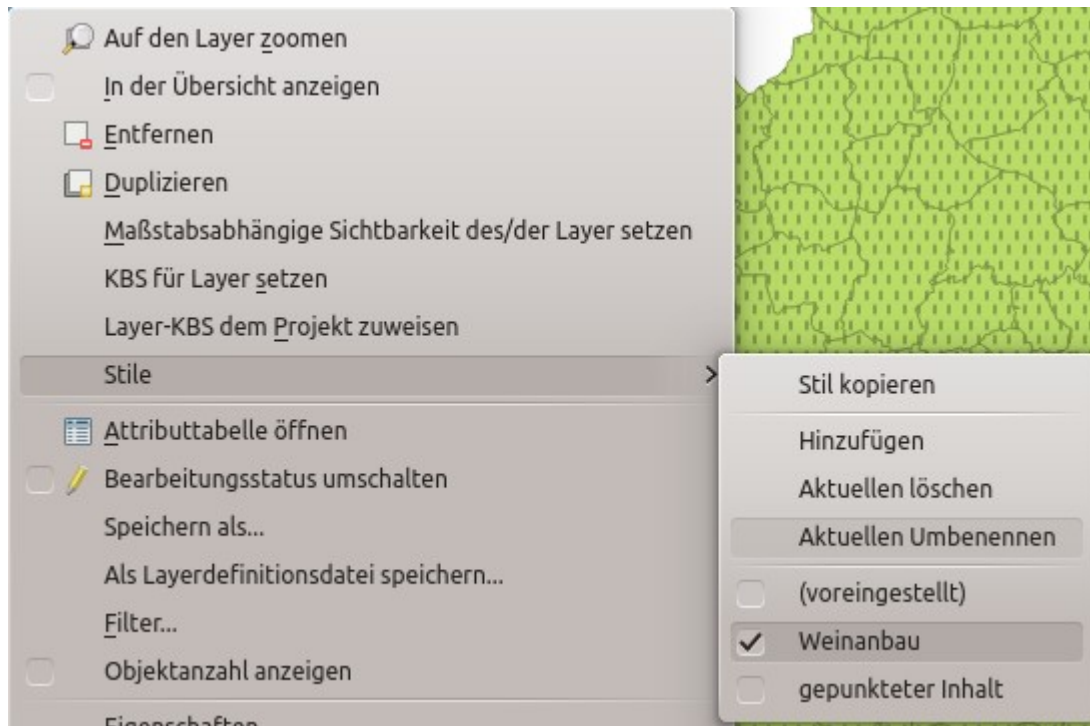 Auf den Layer zoomen
In der Übersicht anzeigen
Entfernen
Duplizieren
Maßstabsabhängige Sichtbarkeit des/der Layer setzen
KBS für Layer setzen
Layer-KBS dem Projekt zuweisen
Stile
Attributtabelle öffnen
Bearbeitungsstatus umschalten
Speichern als...
Als Layerdefinitionsdatei speichern...
Filter...
Objektanzahl anzeigen
Eigenschaften
Stil kopieren
Hinzufügen
Aktuellen löschen
Aktuellen Umbenennen
(voreingestellt)
Weinanbau
gepunkteter Inhalt